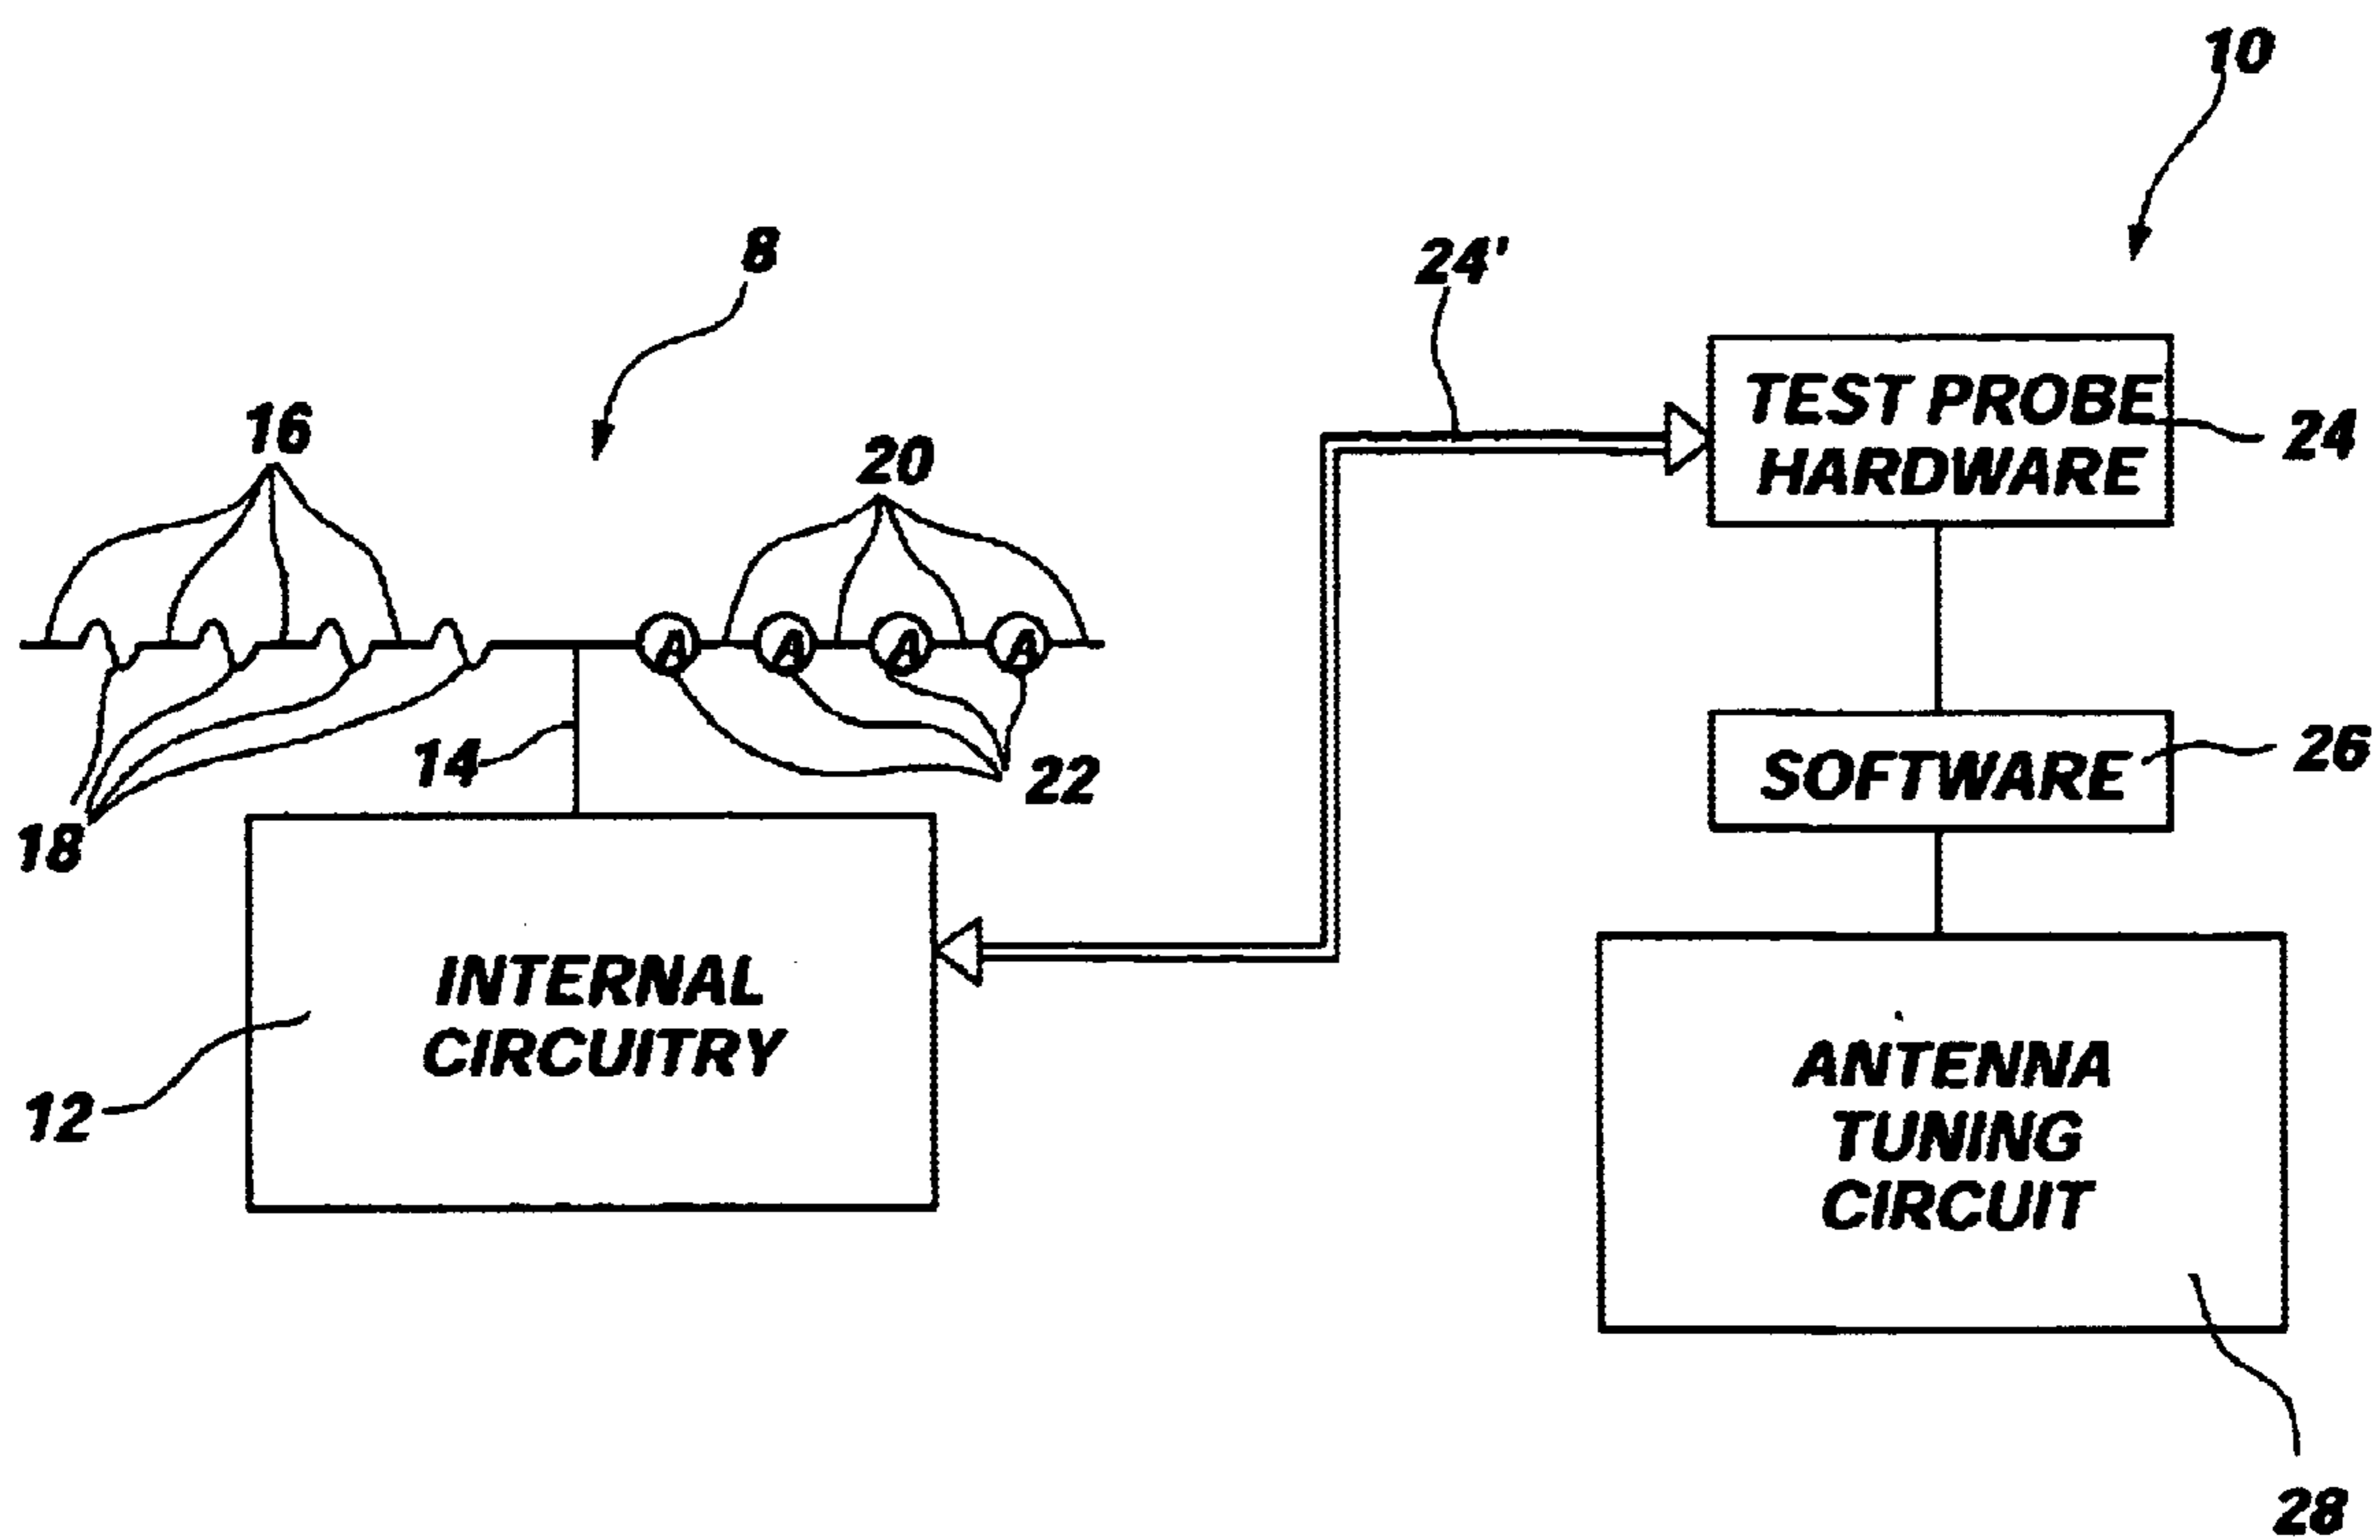 10
8
24'
16
20
TEST PROBE
HARDWARE
24
A A A A
14
22
SOFTWARE
26
18
INTERNAL
CIRCUITRY
12
ANTENNA
TUNING
CIRCUIT
28